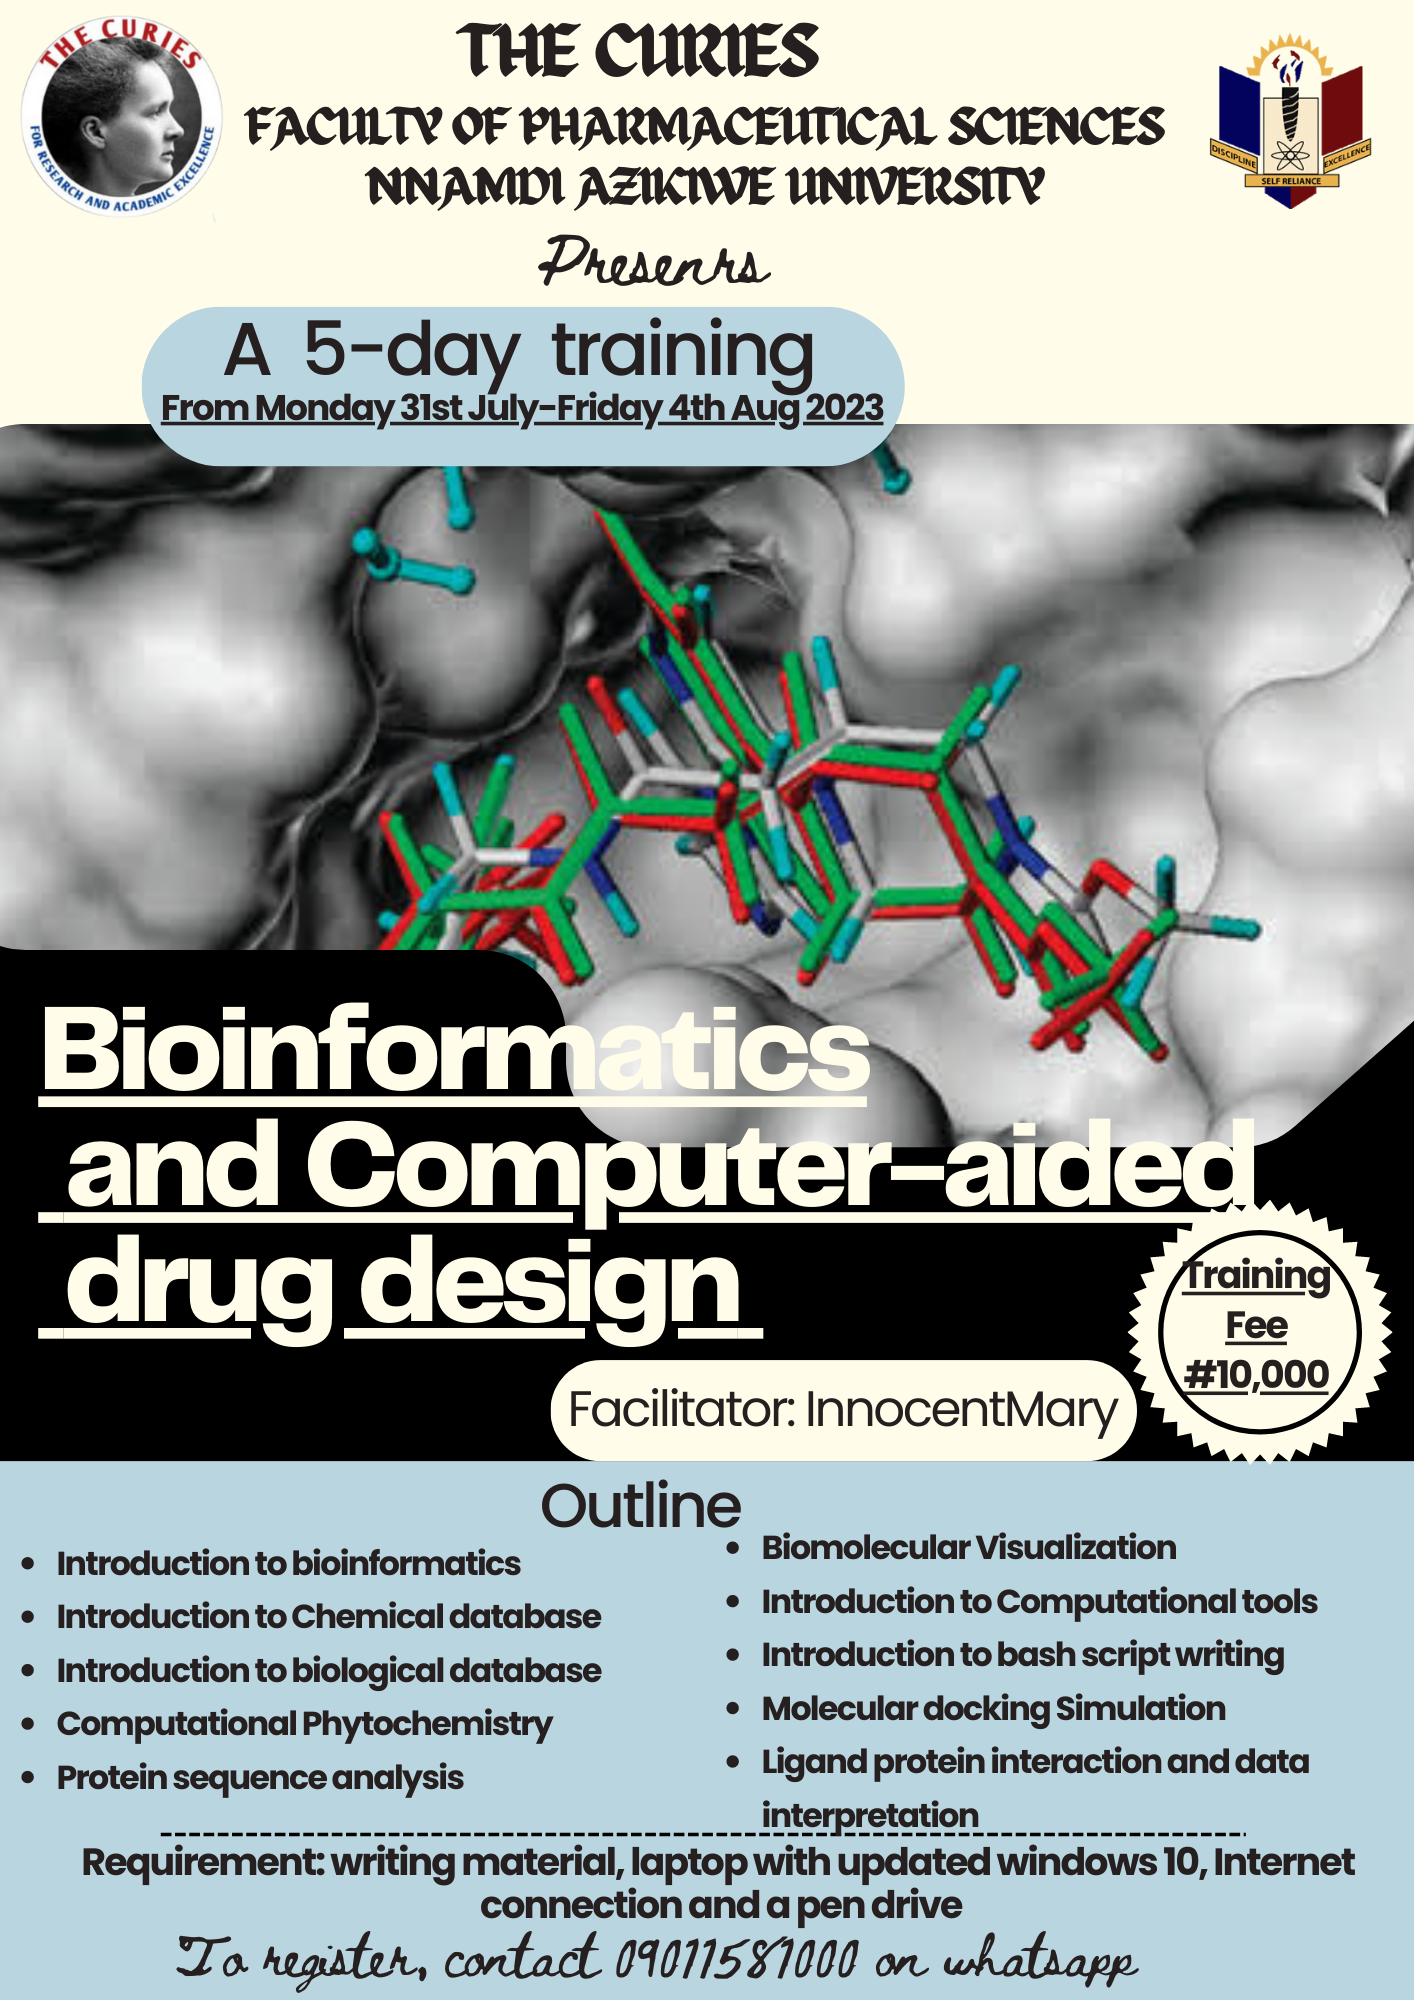 THE CURIES
FOR RESEARCH AND ACADEMIC EXCELLENCE
THE CURIES
FACULTY OF PHARMACEUTICAL SCIENCES
NNAMDI AZIKIWE UNIVERSITY
DISCIPLINE
EXCELLENCE
SELF RELIANCE
Presents
A 5-day training
From Monday 31st July-Friday 4th Aug 2023
Bioinformatics
and Computer-aided
drug design
Training
Fee
#10,000
Facilitator: InnocentMary
Outline
• Introduction to bioinformatics
• Introduction to Chemical database
• Introduction to biological database
• Computational Phytochemistry
• Protein sequence analysis
• Biomolecular Visualization
• Introduction to Computational tools
• Introduction to bash script writing
• Molecular docking Simulation
• Ligand protein interaction and data
interpretation
Requirement: writing material, laptop with updated windows 10, Internet
connection and a pen drive
To register, contact 09011581000 on whatsapp